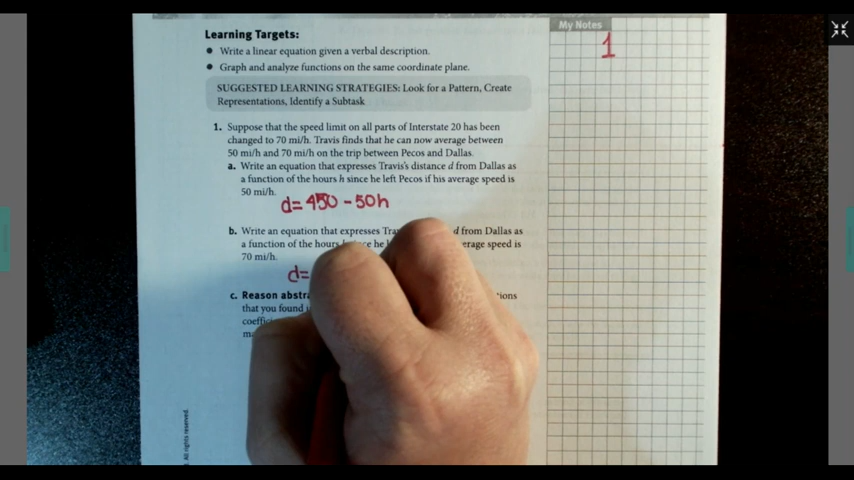 My Notes
1
Learning Targets:
• Write a linear equation given a verbal description.
• Graph and analyze functions on the same coordinate plane.
SUGGESTED LEARNING STRATEGIES: Look for a Pattern, Create
Representations, Identify a Subtask
1. Suppose that the speed limit on all parts of Interstate 20 has been
changed to 70 mi/h. Travis finds that he can now average between
50 mi/h and 70 mi/h on the trip between Pecos and Dallas.
a. Write an equation that expresses Travis's distance d from Dallas as
a function of the hours h since he left Pecos if his average speed is
50 mi/h.
d= 450 - 50h
b. Write an equation that expresses d from Dallas as
a function of the hours he speed is
70 mi/h.
d=
c. Reason
that you found
All rights reserved.